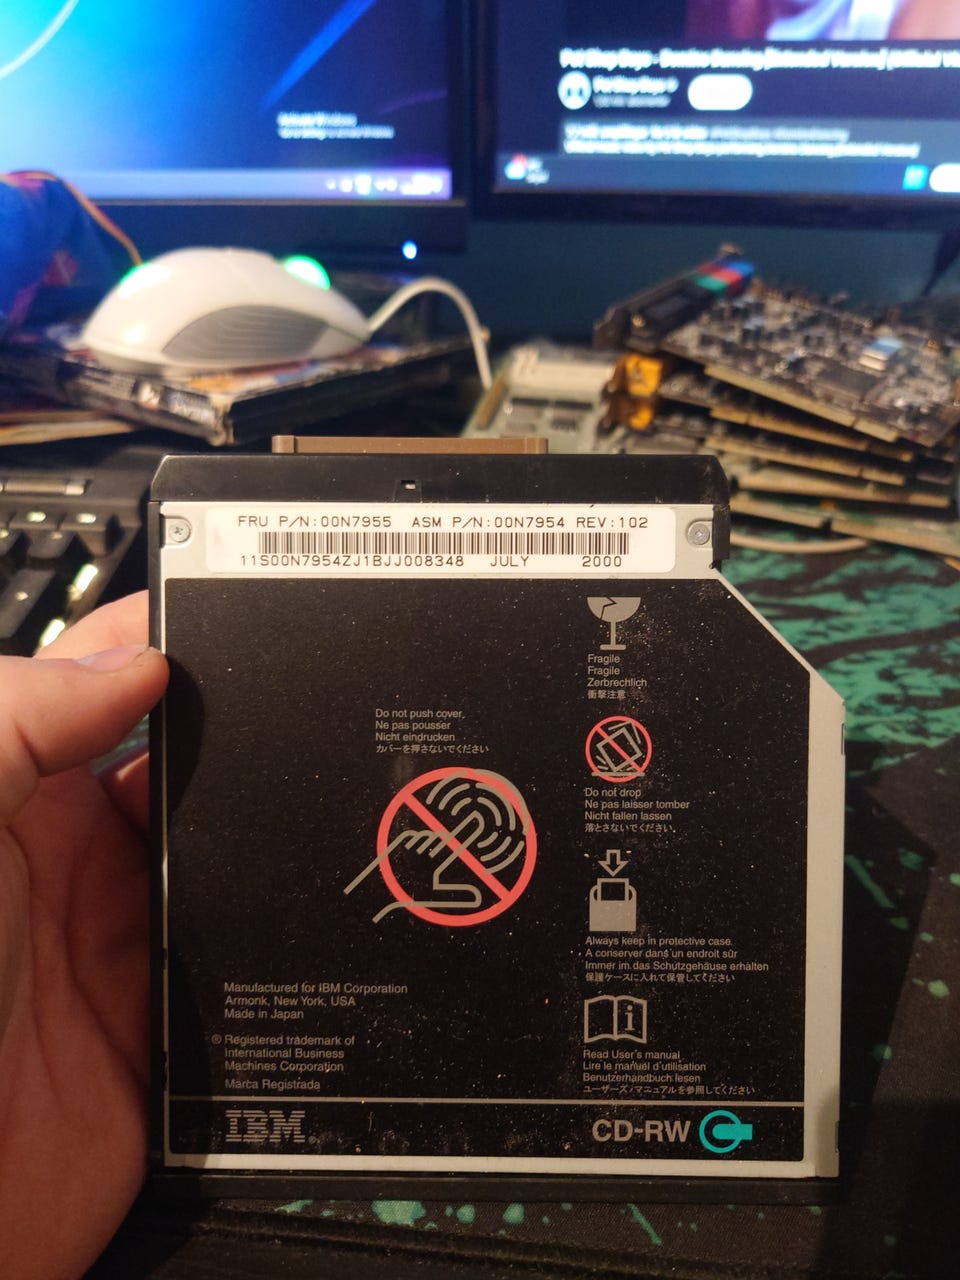 Activate Windows
FRU P/N:00N7955 ASM P/N:00N7954 REV:102
11S00N7954ZJ1BJJ008348 JULY 2000
Fragile
Fragile
Zerbrechlich
衝撃注意
Do not push cover
Ne pas pousser
Nicht eindrucken
カバーを押さないでください
Do not drop
Ne pas laisser tomber
Nicht fallen lassen
落とさないでください
Always keep in protective case
A conserver dans un endroit sûr
Immer im das Schutzgehäuse erhalten
保護ケースに入れて保管してください
Manufactured for IBM Corporation
Armonk, New York, USA
Made in Japan
® Registered trademark of
International Business
Machines Corporation
Marca Registrada
i
Read User's manual
Lire le manuel d'utilisation
Benutzerhandbuch lesen
ユーザーズ・マニュアルを参照してください
IBM®
CD-RW